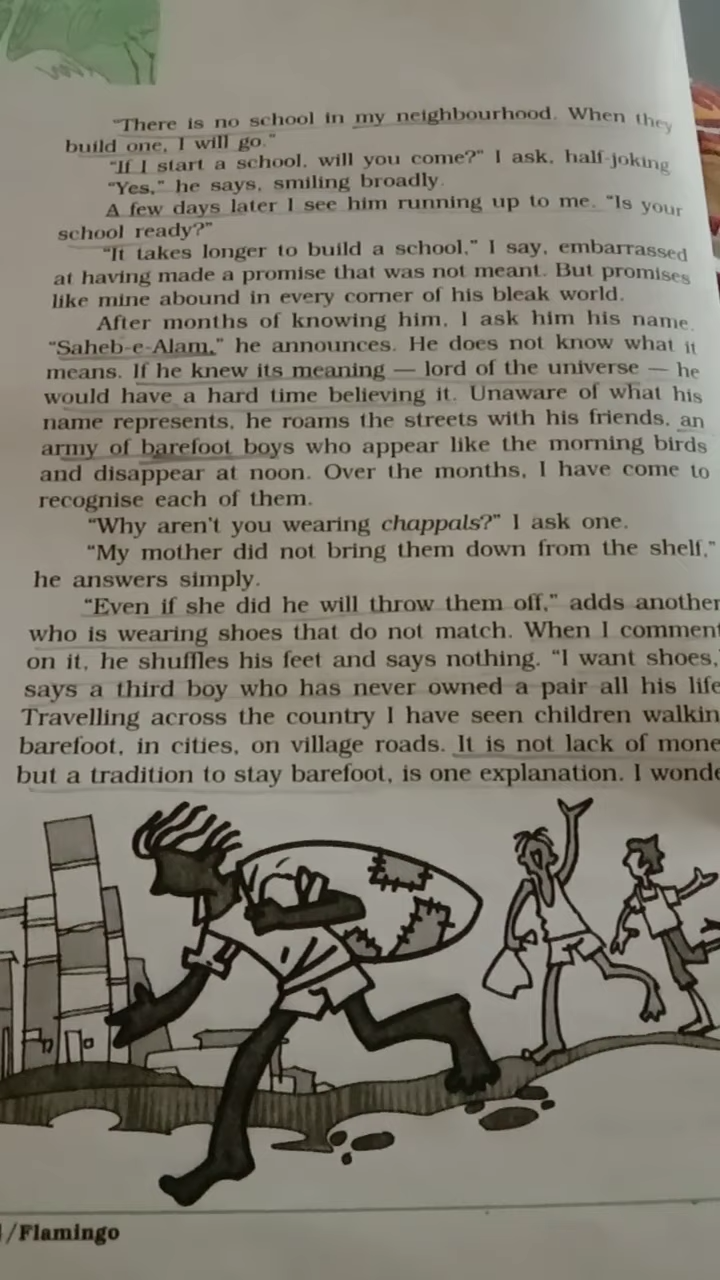 "There is no school in my neighbourhood. When they
build one, I will go."
"If I start a school, will you come?" I ask, half-joking
"Yes," he says, smiling broadly.
A few days later I see him running up to me. "Is your
school ready?"
"It takes longer to build a school," I say, embarrassed
at having made a promise that was not meant. But promises
like mine abound in every corner of his bleak world.
After months of knowing him, I ask him his name.
"Saheb-e-Alam," he announces. He does not know what it
means. If he knew its meaning — lord of the universe — he
would have a hard time believing it. Unaware of what his
name represents, he roams the streets with his friends, an
army of barefoot boys who appear like the morning birds
and disappear at noon. Over the months, I have come to
recognise each of them.
"Why aren't you wearing chappals?" I ask one.
"My mother did not bring them down from the shelf,"
he answers simply.
"Even if she did he will throw them off," adds another
who is wearing shoes that do not match. When I comment
on it, he shuffles his feet and says nothing. "I want shoes,
says a third boy who has never owned a pair all his life
Travelling across the country I have seen children walkin
barefoot, in cities, on village roads. It is not lack of mone
but a tradition to stay barefoot, is one explanation. I wonde
/Flamingo